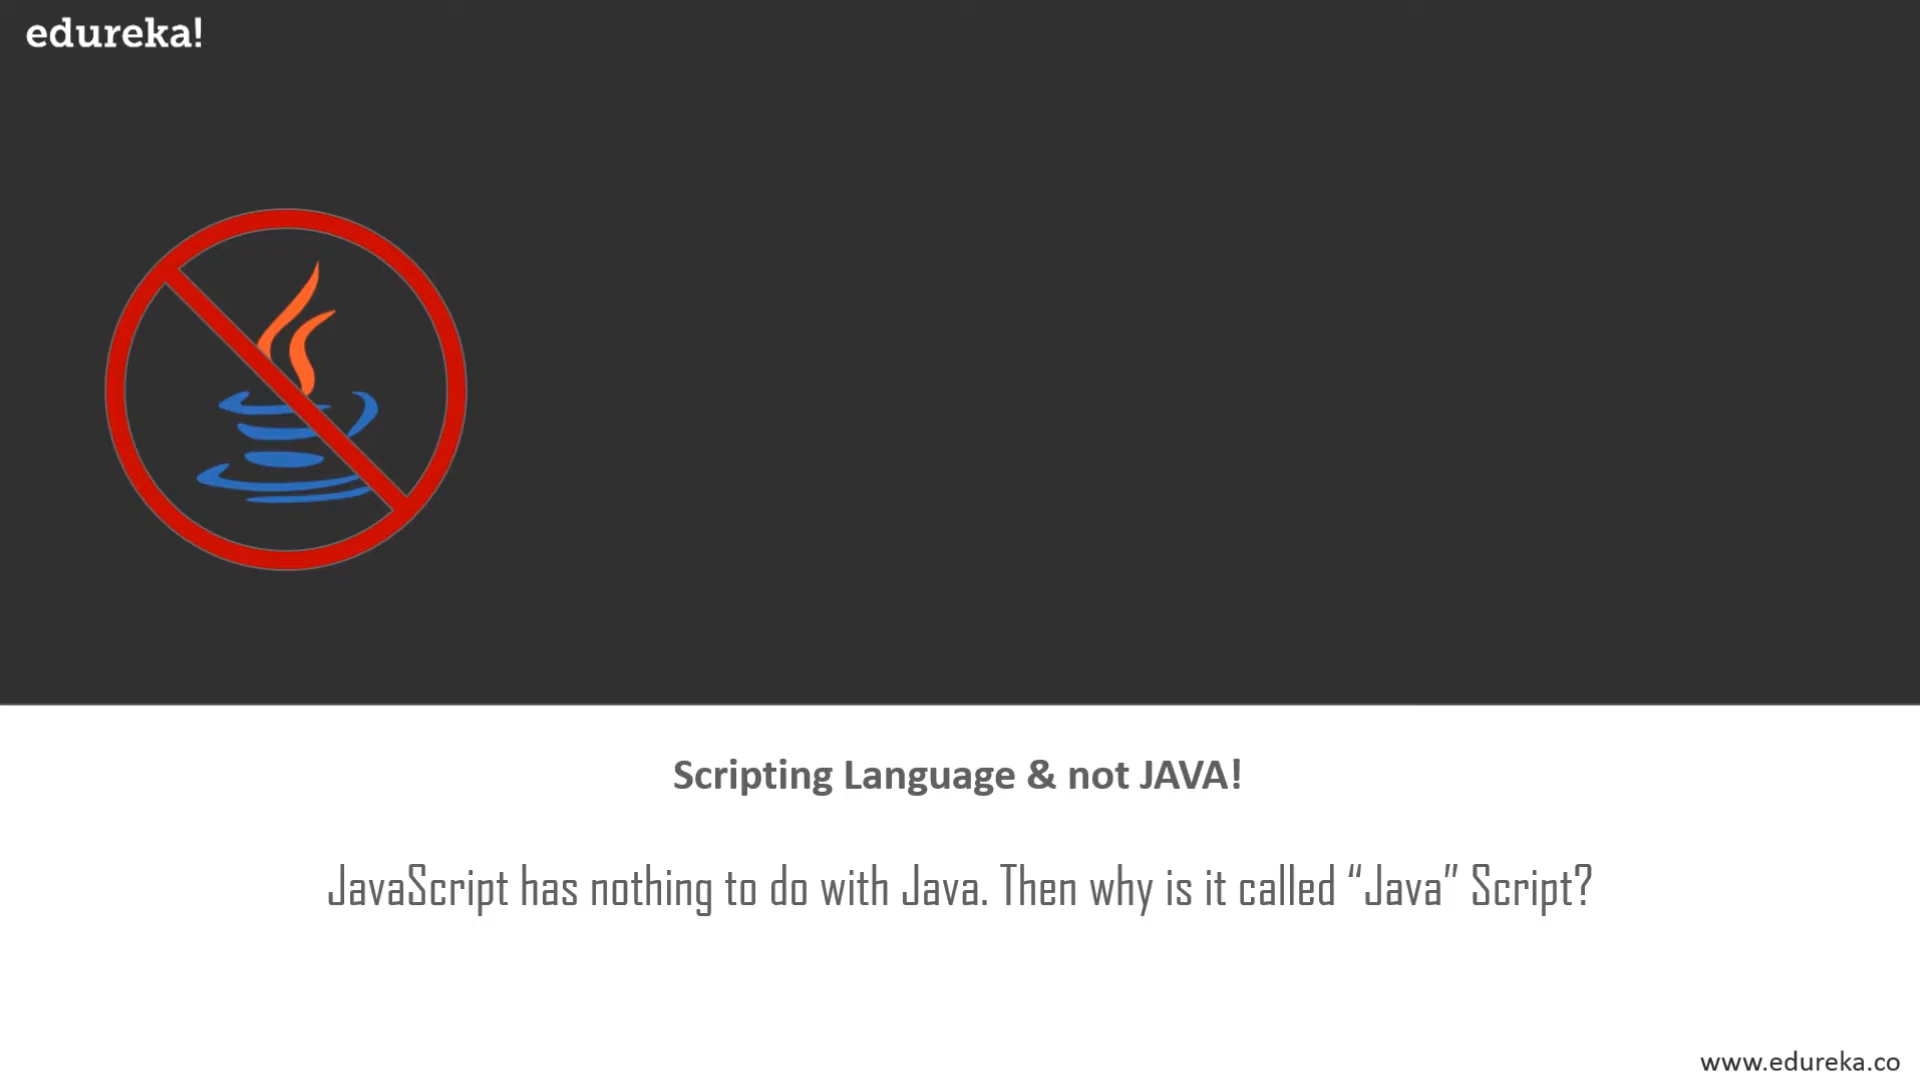 edureka!
Scripting Language & not JAVA!
JavaScript has nothing to do with Java. Then why is it called “Java” Script?
www.edureka.co